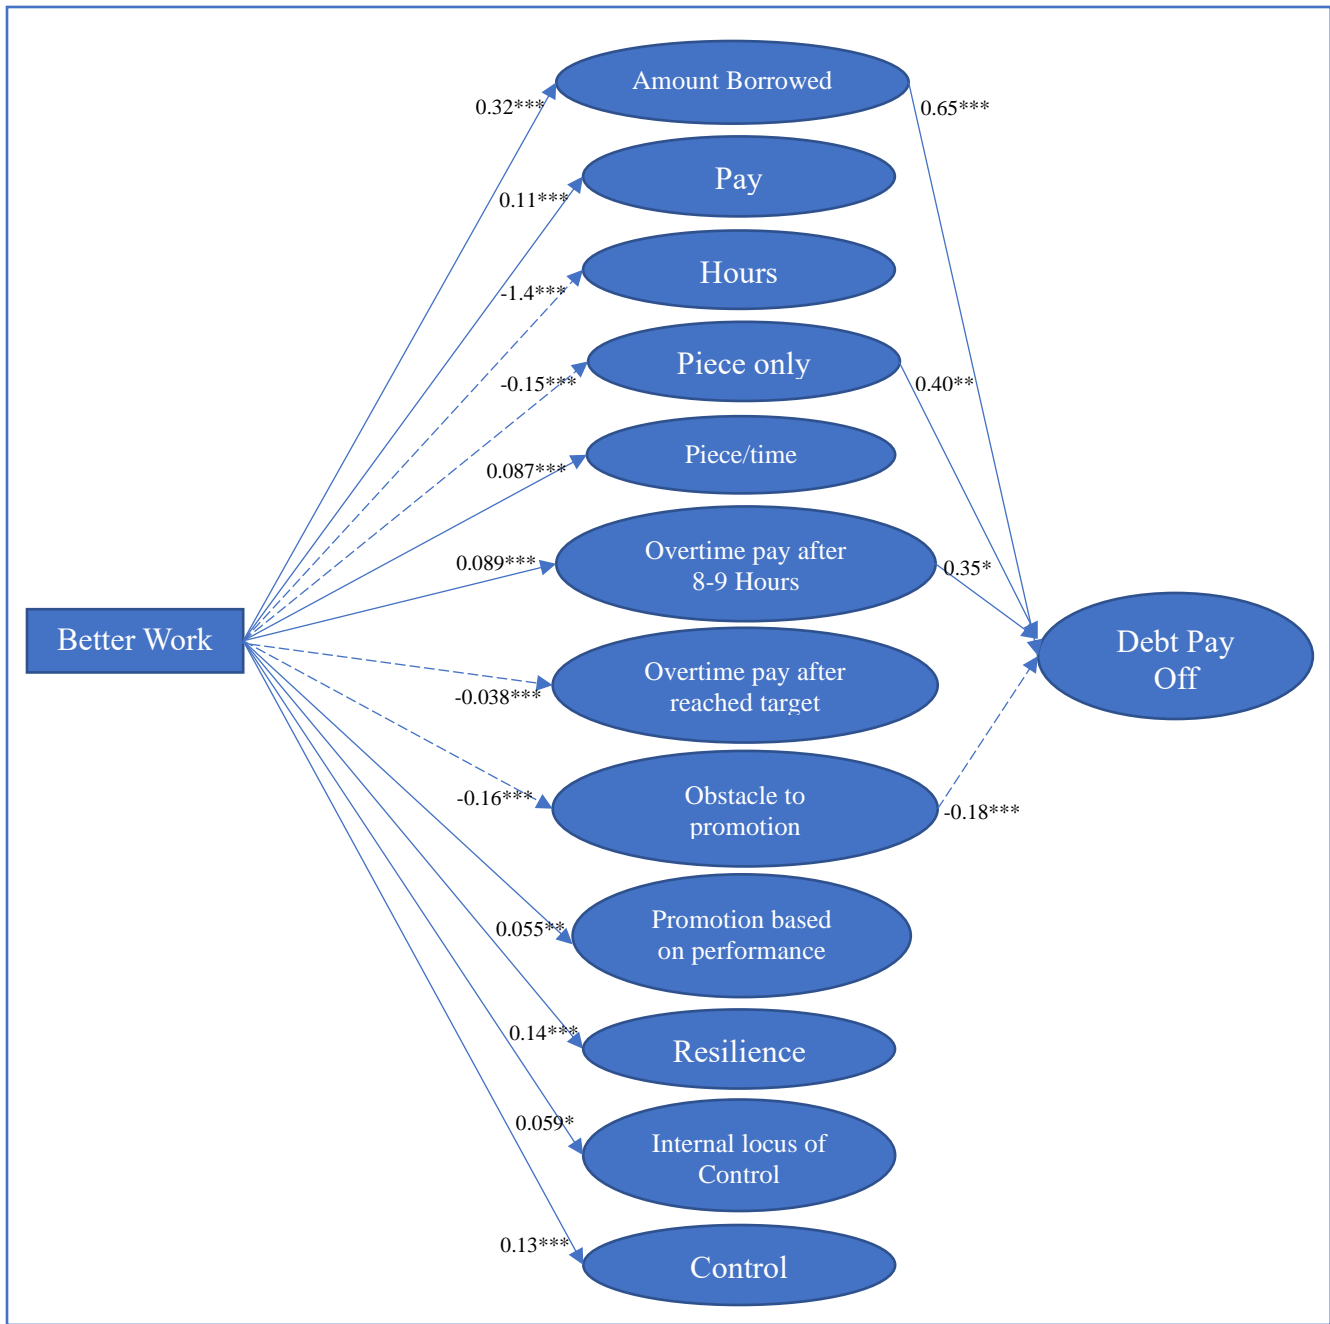 Amount Borrowed
0.32***
0.65***
Pay
0.11***
Hours
-1.4***
Piece only
-0.15***
0.40**
Piece/time
0.087***
Overtime pay after
8-9 Hours
0.089***
0.35*
Better Work
Debt Pay
Off
Overtime pay after
reached target
-0.038***
Obstacle to
promotion
-0.16***
-0.18***
Promotion based
on performance
0.055**
Resilience
0.14***
Internal locus of
Control
0.059*
Control
0.13***